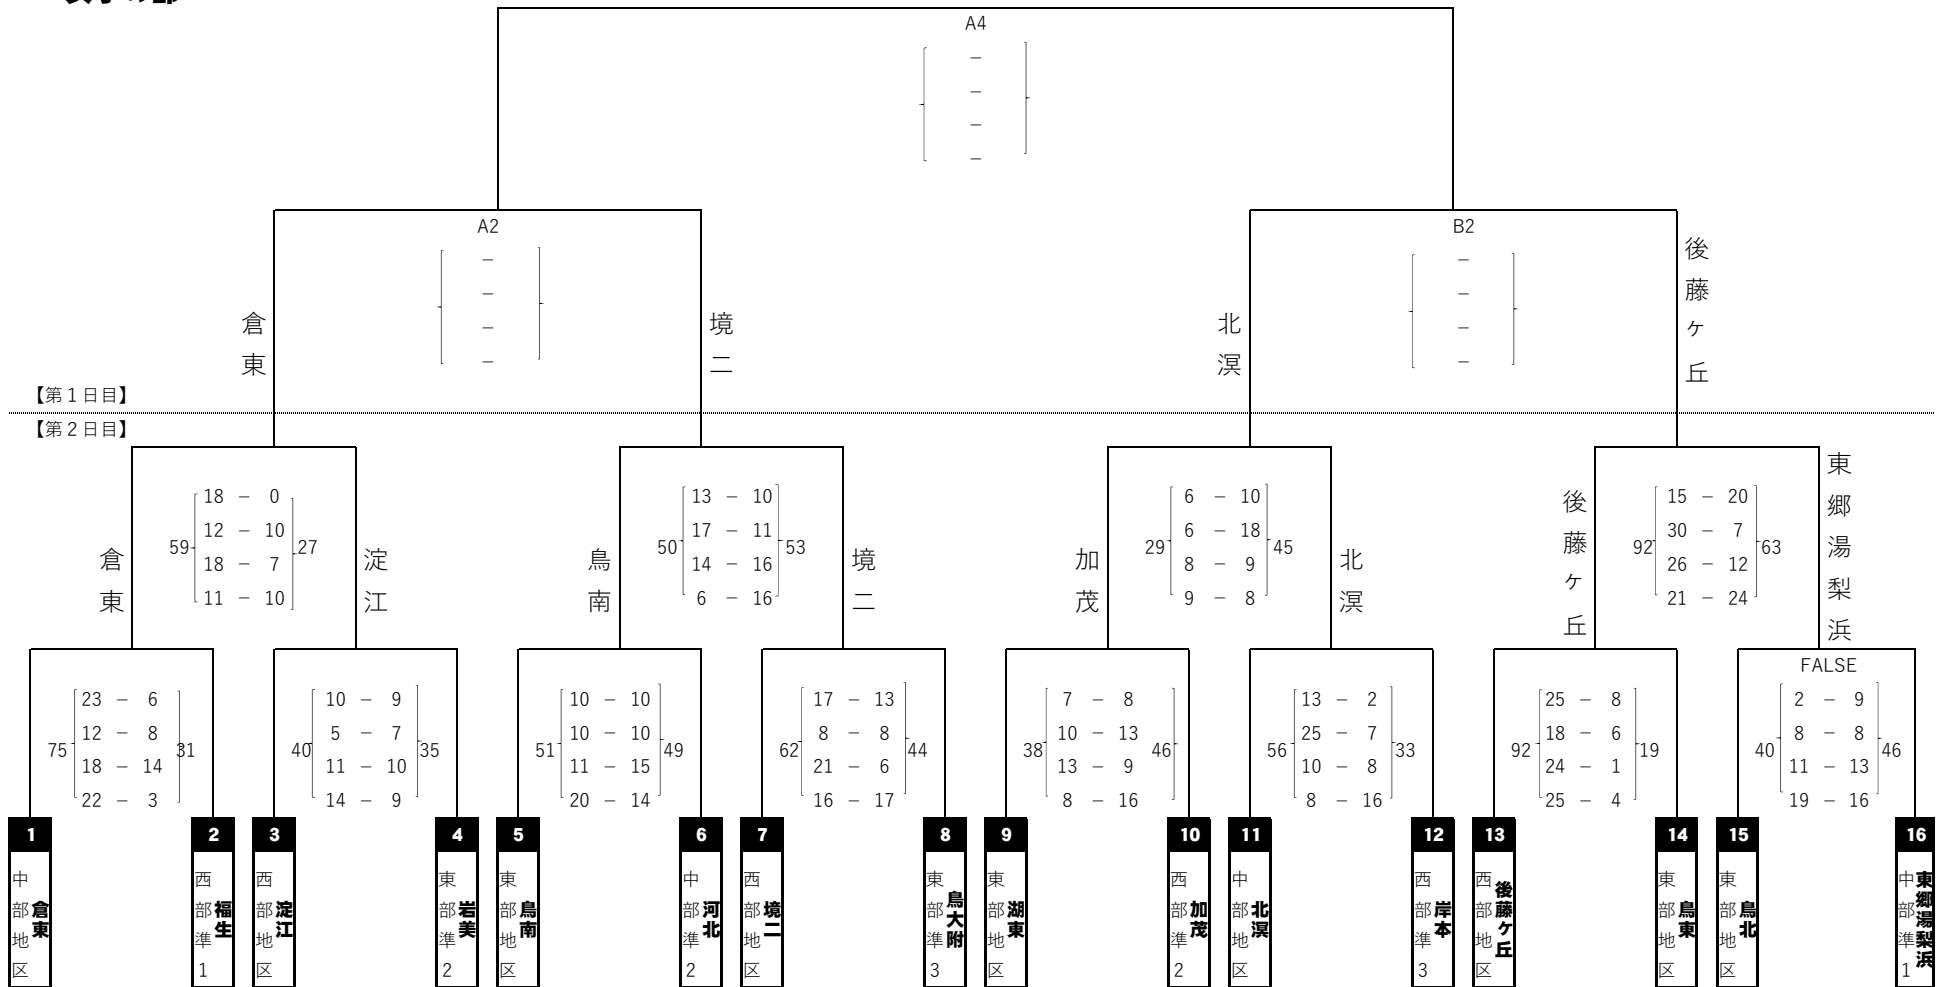 A4
–
–
–
–
A2
–
–
–
–
B2
–
–
–
–
倉東
境二
北溟
後藤ヶ丘
【第1日目】
【第2日目】
倉東
59
18 – 0
12 – 10
18 – 7
11 – 10
27
淀江
鳥南
50
13 – 10
17 – 11
14 – 16
6 – 16
53
境二
加茂
29
6 – 10
6 – 18
8 – 9
9 – 8
45
北溟
後藤ヶ丘
92
15 – 20
30 – 7
26 – 12
21 – 24
63
東郷湯梨浜
75
23 – 6
12 – 8
18 – 14
22 – 3
31
40
10 – 9
5 – 7
11 – 10
14 – 9
35
51
10 – 10
10 – 10
11 – 15
20 – 14
49
62
17 – 13
8 – 8
21 – 6
16 – 17
44
38
7 – 8
10 – 13
13 – 9
8 – 16
46
56
13 – 2
25 – 7
10 – 8
8 – 16
33
92
25 – 8
18 – 6
24 – 1
25 – 4
19
FALSE
40
2 – 9
8 – 8
11 – 13
19 – 16
46
1
中部地区
倉東
2
西部準1
福生
3
西部地区
淀江
4
東部準2
岩美
5
東部地区
鳥南
6
中部準2
河北
7
西部地区
境二
8
東部準3
鳥大附
9
東部地区
湖東
10
西部準2
加茂
11
中部地区
北溟
12
西部準3
岸本
13
西部地区
後藤ヶ丘
14
東部地区
鳥東
15
東部地区
鳥北
16
中部準1
東郷湯梨浜